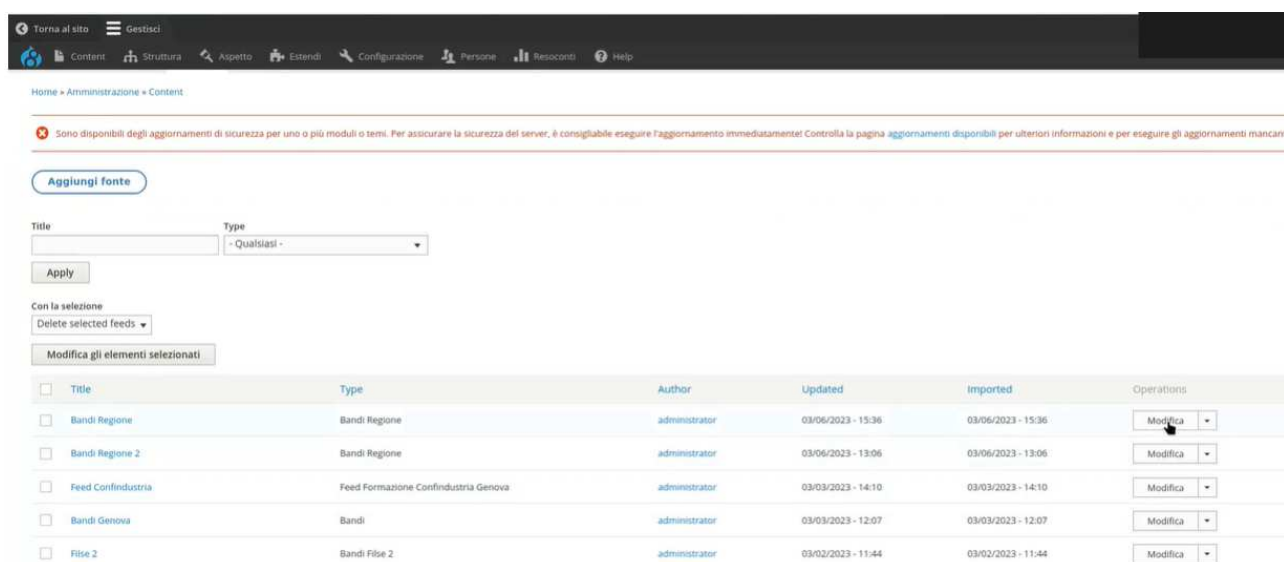 Torna al sito Gestisci
Content Struttura Aspetto Estendi Configurazione Persone Resoconti Help
Home » Amministrazione » Content
Sono disponibili degli aggiornamenti di sicurezza per uno o più moduli o temi. Per assicurare la sicurezza del server, è consigliabile eseguire l'aggiornamento immediatamente! Controlla la pagina aggiornamenti disponibili per ulteriori informazioni e per eseguire gli aggiornamenti mancan
Aggiungi fonte
Title Type
- Qualsiasi -
Apply
Con la selezione
Delete selected feeds
Modifica gli elementi selezionati
Title Type Author Updated Imported Operations
Bandi Regione Bandi Regione administrator 03/06/2023 - 15:36 03/06/2023 - 15:36 Modifica
Bandi Regione 2 Bandi Regione administrator 03/06/2023 - 13:06 03/06/2023 - 13:06 Modifica
Feed Confindustria Feed Formazione Confindustria Genova administrator 03/03/2023 - 14:10 03/03/2023 - 14:10 Modifica
Bandi Genova Bandi administrator 03/03/2023 - 12:07 03/03/2023 - 12:07 Modifica
Filse 2 Bandi Filse 2 administrator 03/02/2023 - 11:44 03/02/2023 - 11:44 Modifica